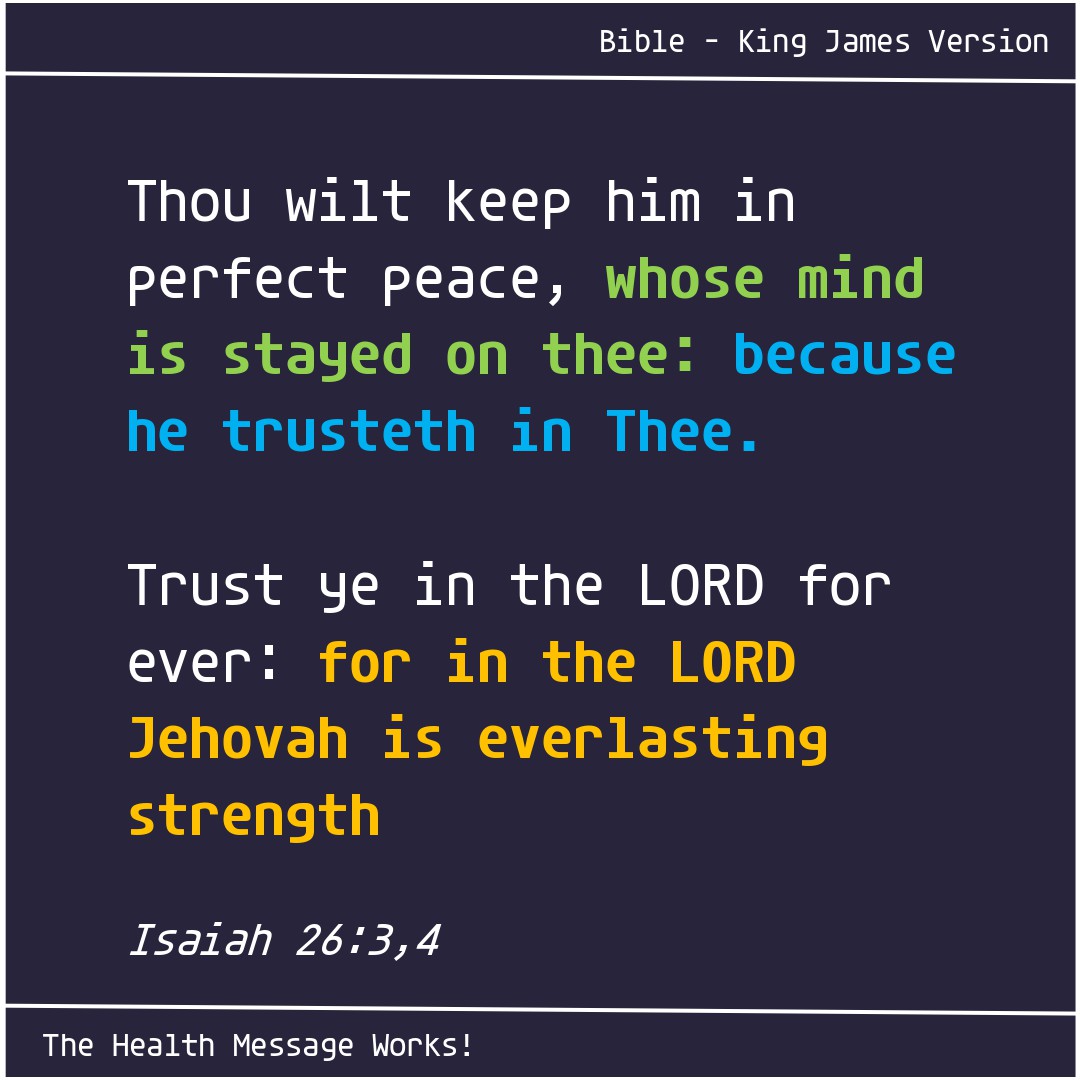 Bible - King James Version
Thou wilt keep him in
perfect peace, whose mind
is stayed on thee: because
he trusteth in Thee.
Trust ye in the LORD for
ever: for in the LORD
Jehovah is everlasting
strength
Isaiah 26:3,4
The Health Message Works!